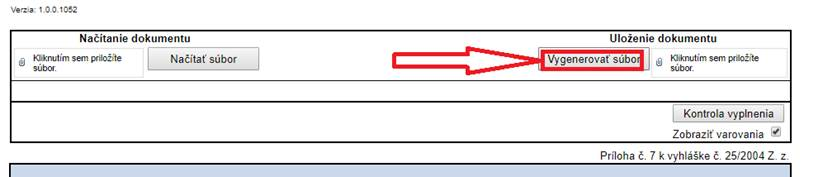 Verzia: 1.0.0.1052
Načítanie dokumentu
Uloženie dokumentu
Kliknutím sem priložíte
súbor.
Načítať súbor
Vygenerovať súbor
Kliknutím sem priložíte
súbor.
Kontrola vyplnenia
Zobraziť varovania
Príloha č. 7 k vyhláške č. 25/2004 Z. z.